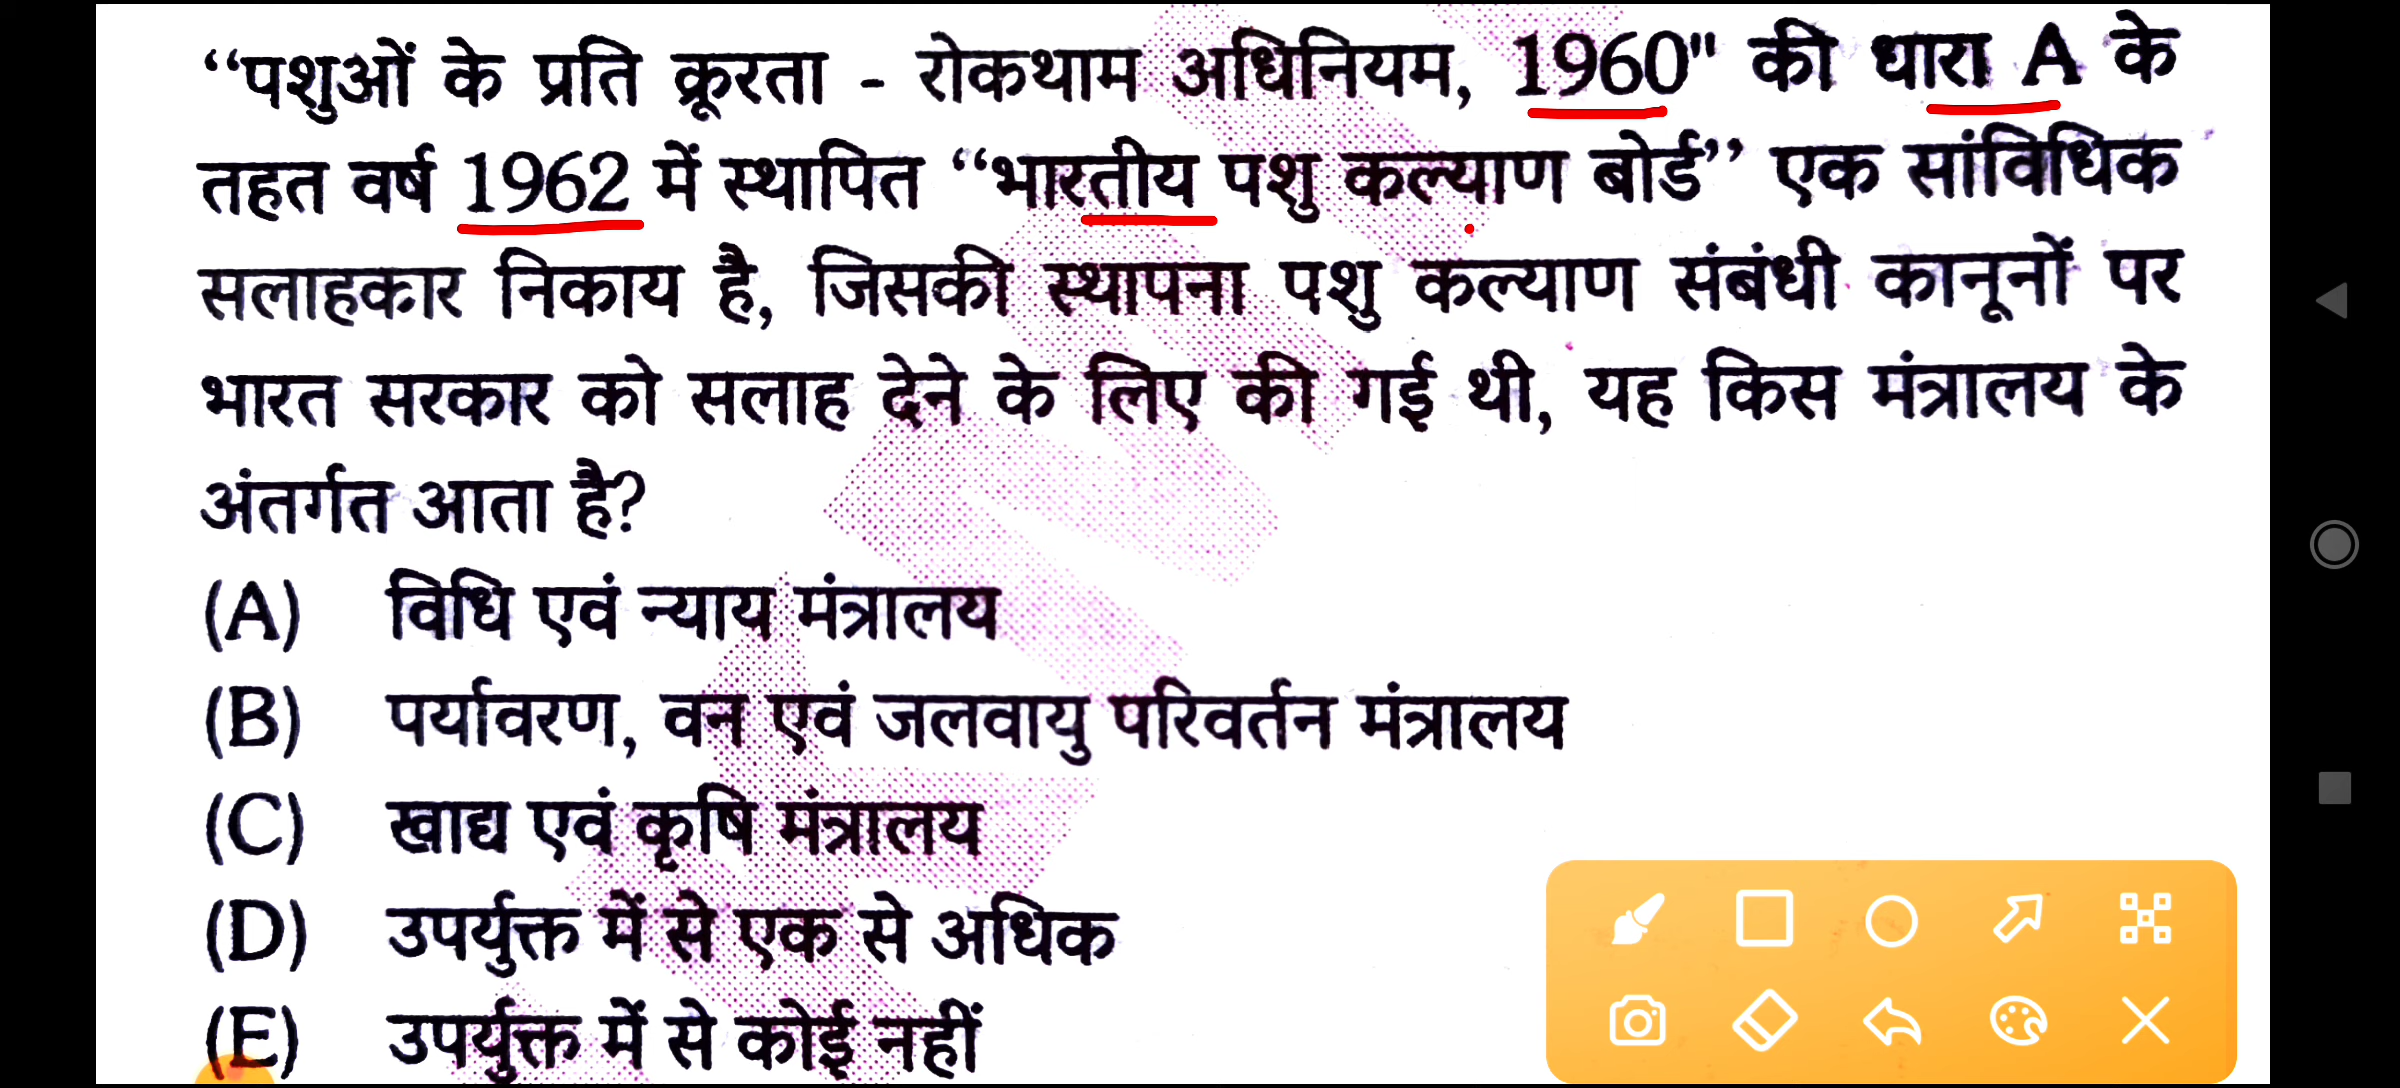 “पशुओं के प्रति क्रूरता - रोकथाम अधिनियम, 1960" की धारा A के
तहत वर्ष 1962 में स्थापित “भारतीय पशु कल्याण बोर्ड” एक सांविधिक
सलाहकार निकाय है, जिसकी स्थापना पशु कल्याण संबंधी कानूनों पर
भारत सरकार को सलाह देने के लिए की गई थी, यह किस मंत्रालय के
अंतर्गत आता है?
(A) विधि एवं न्याय मंत्रालय
(B) पर्यावरण, वन एवं जलवायु परिवर्तन मंत्रालय
(C) खाद्य एवं कृषि मंत्रालय
(D) उपर्युक्त में से एक से अधिक
(E) उपर्युक्त में से कोई नहीं